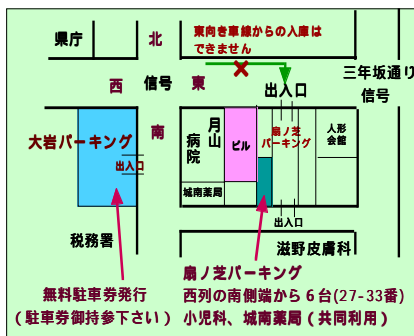 県庁
北
東向き車線からの入庫は
できません
西
信号
東
出入口
三年坂通り
信号
南
大岩パーキング
出入口
月山
病院
ビル
扇ノ芝
パーキング
人形
会館
城南薬局
出入口
税務署
滋野皮膚科
無料駐車券発行
(駐車券御持参下さい)
扇ノ芝パーキング
西列の南側端から6台(27-33番)
小児科、城南薬局(共同利用)